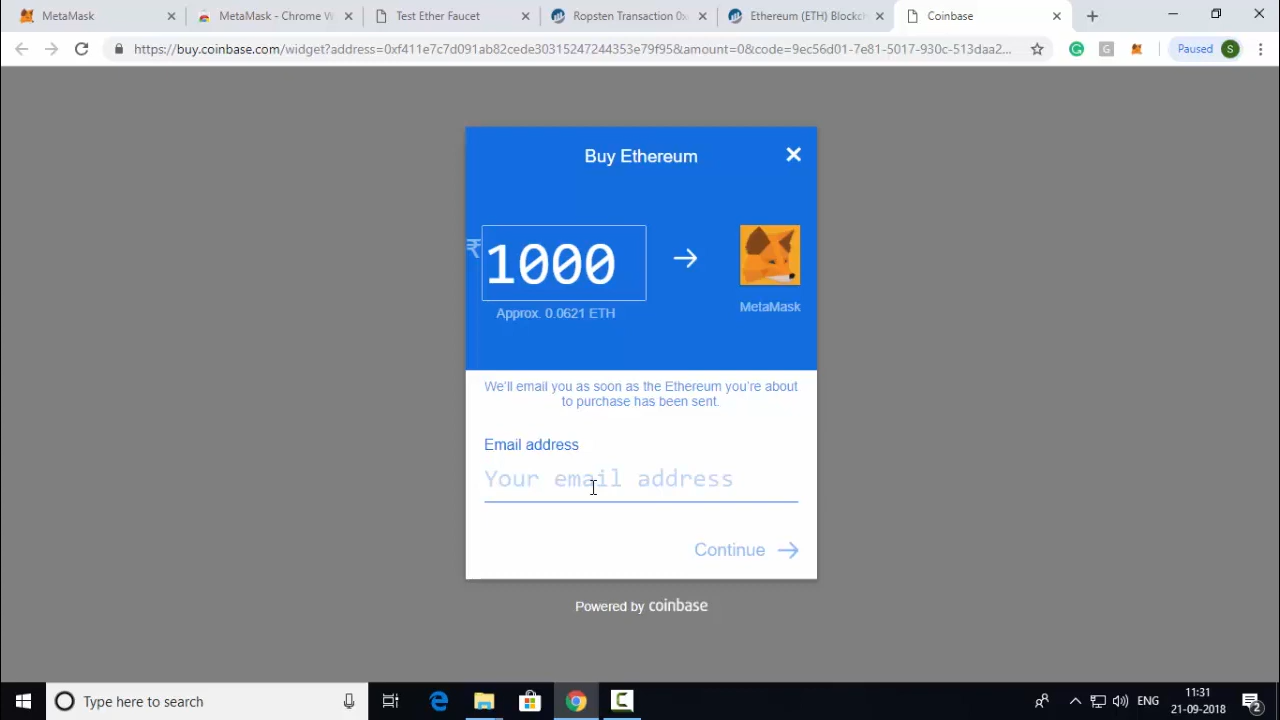 MetaMask
MetaMask - Chrome W
Test Ether Faucet
Ropsten Transaction 0x
Ethereum (ETH) Blockch
Coinbase
https://buy.coinbase.com/widget?address=0xf411e7c7d091ab82cede30315247244353e79f95&amount=0&code=9ec56d01-7e81-5017-930c-513daa2...
G
Paused
S
Buy Ethereum
₹
1000
Approx. 0.0621 ETH
MetaMask
We'll email you as soon as the Ethereum you're about
to purchase has been sent.
Email address
Your email address
Continue
Powered by coinbase
Type here to search
ENG
11:31
21-09-2018
2